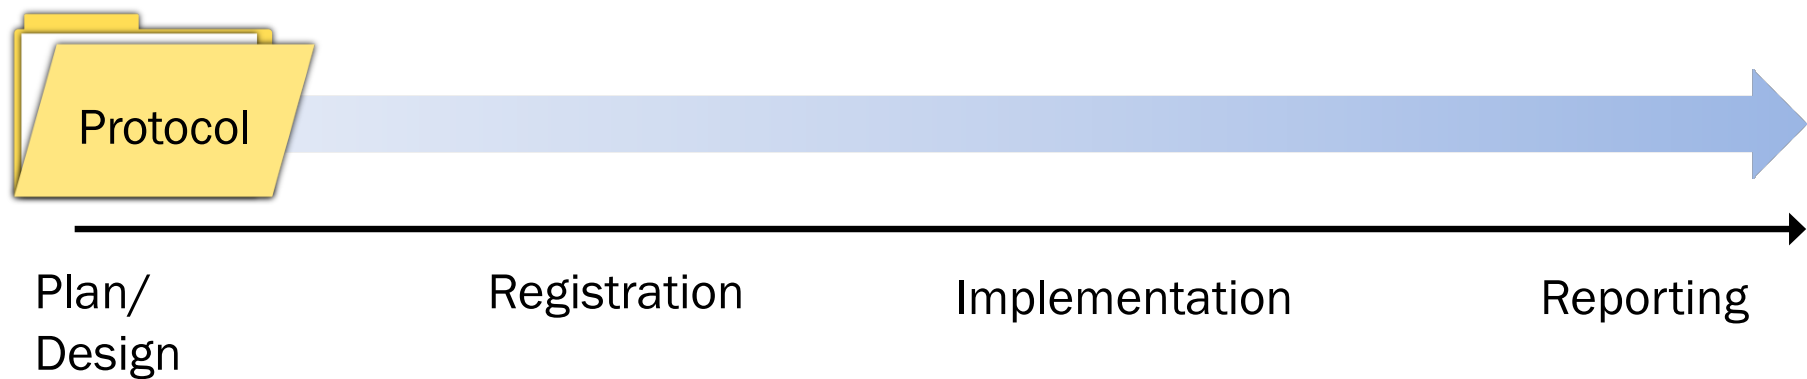 Protocol
Plan/
Design
Registration
Implementation
Reporting